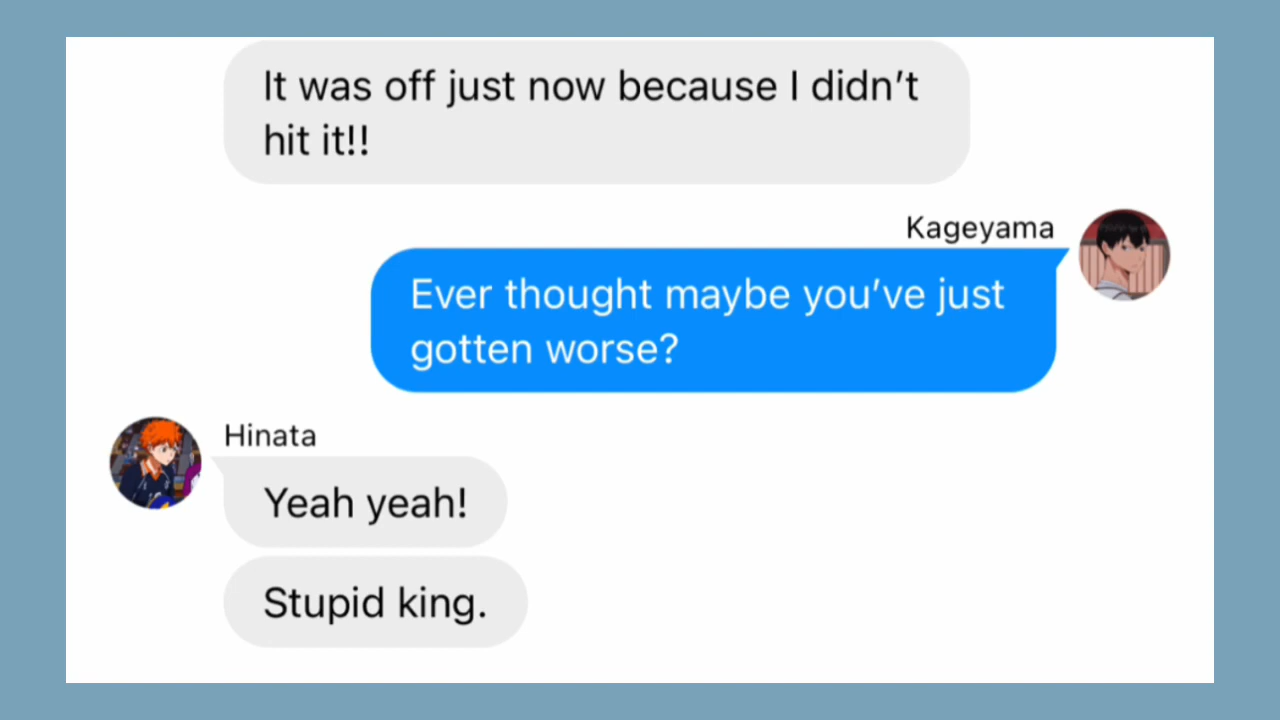 It was off just now because I didn’t
hit it!!
Kageyama
Ever thought maybe you’ve just
gotten worse?
Hinata
Yeah yeah!
Stupid king.